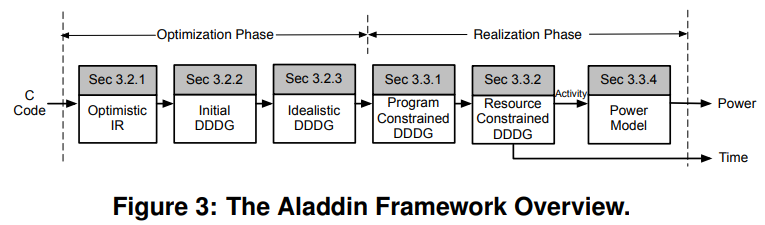 Optimization Phase
Realization Phase
C
Code
Sec 3.2.1
Optimistic
IR
Sec 3.2.2
Initial
DDDG
Sec 3.2.3
Idealistic
DDDG
Sec 3.3.1
Program
Constrained
DDDG
Sec 3.3.2
Resource
Constrained
DDDG
Activity
Sec 3.3.4
Power
Model
Power
Time
Figure 3: The Aladdin Framework Overview.